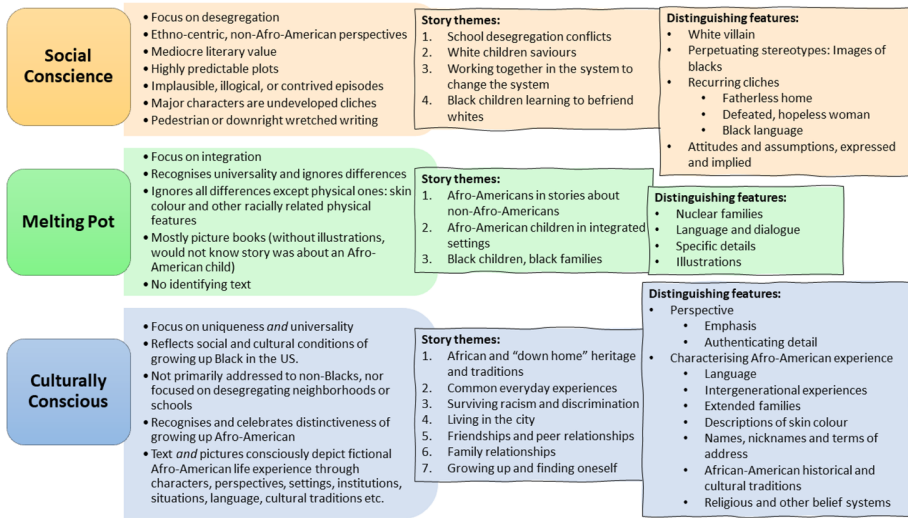 Social
Conscience
• Focus on desegregation
• Ethno-centric, non-Afro-American perspectives
• Mediocre literary value
• Highly predictable plots
• Implausible, illogical, or contrived episodes
• Major characters are undeveloped cliches
• Pedestrian or downright wretched writing
Story themes:
1. School desegregation conflicts
2. White children saviours
3. Working together in the system to
change the system
4. Black children learning to befriend
whites
Distinguishing features:
• White villain
• Perpetuating stereotypes: Images of
blacks
• Recurring cliches
• Fatherless home
• Defeated, hopeless woman
• Black language
• Attitudes and assumptions, expressed
and implied
Melting Pot
• Focus on integration
• Recognises universality and ignores differences
• Ignores all differences except physical ones: skin
colour and other racially related physical
features
• Mostly picture books (without illustrations,
would not know story was about an Afro-
American child)
• No identifying text
Story themes:
1. Afro-Americans in stories about
non-Afro-Americans
2. Afro-American children in integrated
settings
3. Black children, black families
Distinguishing features:
• Nuclear families
• Language and dialogue
• Specific details
• Illustrations
Culturally
Conscious
• Focus on uniqueness and universality
• Reflects social and cultural conditions of
growing up Black in the US.
• Not primarily addressed to non-Blacks, nor
focused on desegregating neighborhoods or
schools
• Recognises and celebrates distinctiveness of
growing up Afro-American
• Text and pictures consciously depict fictional
Afro-American life experience through
characters, perspectives, settings, institutions,
situations, language, cultural traditions etc.
Story themes:
1. African and “down home” heritage
and traditions
2. Common everyday experiences
3. Surviving racism and discrimination
4. Living in the city
5. Friendships and peer relationships
6. Family relationships
7. Growing up and finding oneself
Distinguishing features:
• Perspective
• Emphasis
• Authenticating detail
• Characterising Afro-American experience
• Language
• Intergenerational experiences
• Extended families
• Descriptions of skin colour
• Names, nicknames and terms of
address
• African-American historical and
cultural traditions
• Religious and other belief systems